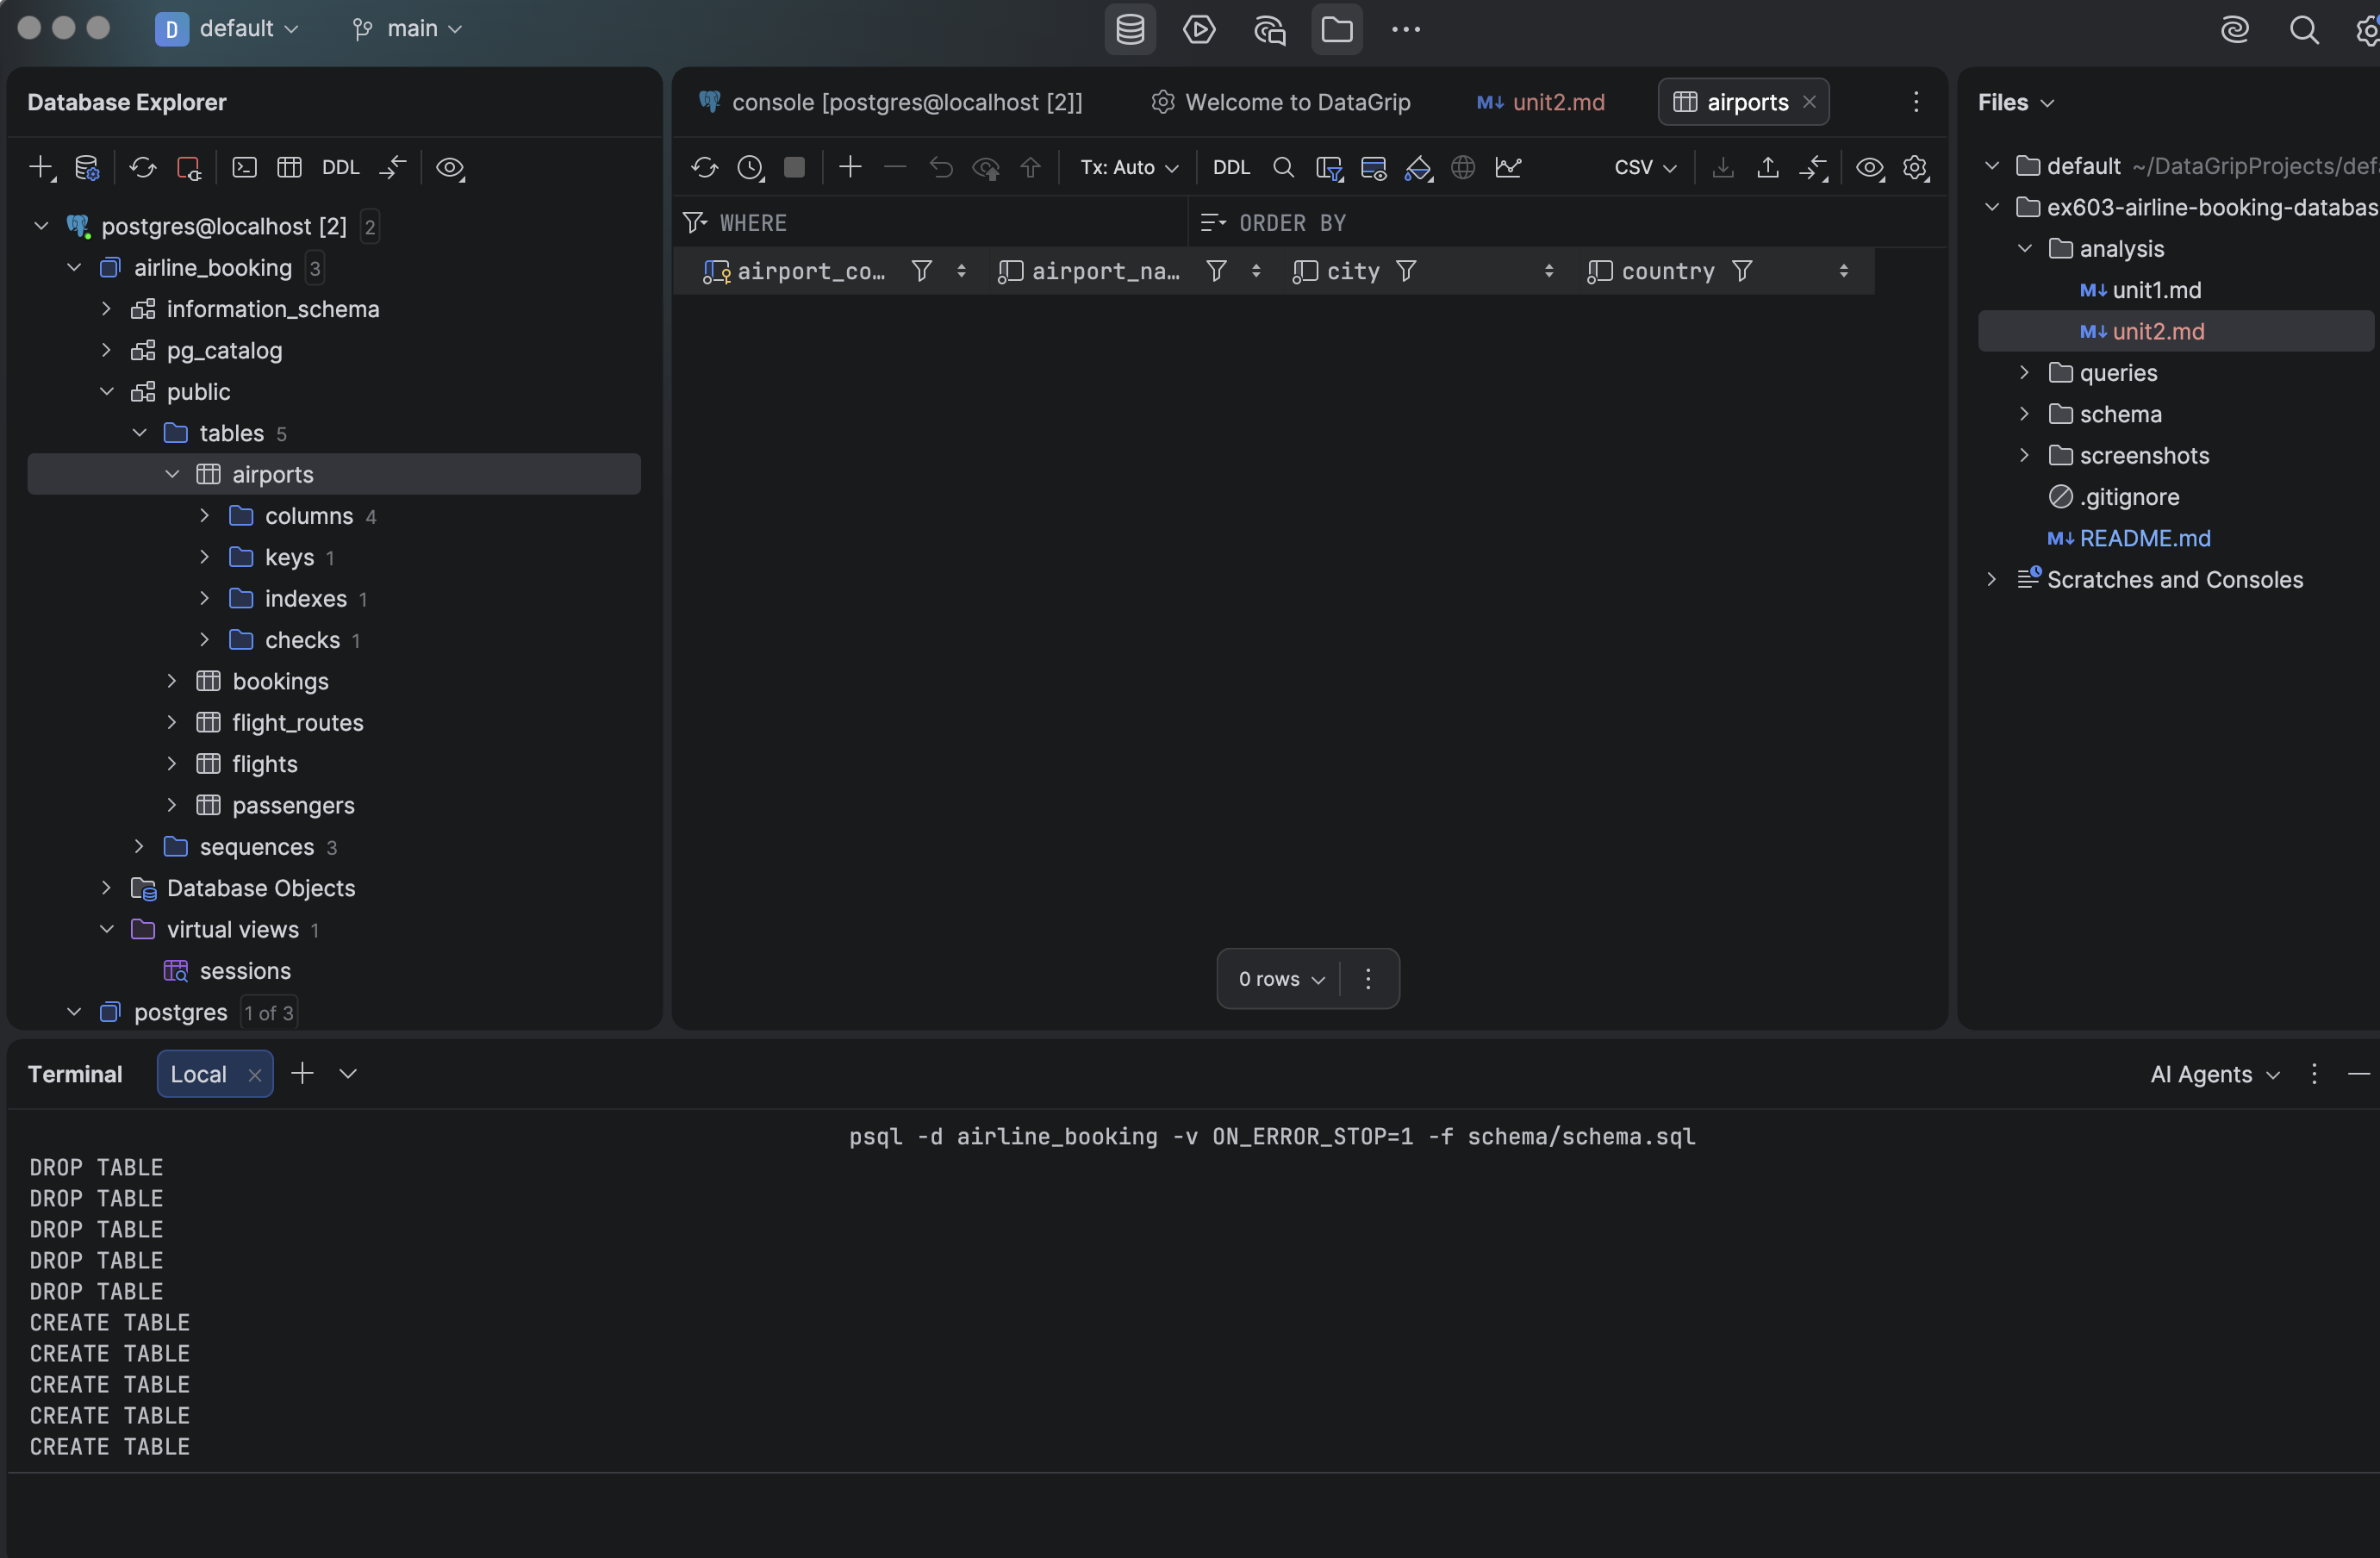 D default main
Database Explorer
DDL
postgres@localhost [2] 2
airline_booking 3
information_schema
pg_catalog
public
tables 5
airports
columns 4
keys 1
indexes 1
checks 1
bookings
flight_routes
flights
passengers
sequences 3
Database Objects
virtual views 1
sessions
postgres 1 of 3
console [postgres@localhost [2]] Welcome to DataGrip M↓ unit2.md airports
Tx: Auto DDL CSV
WHERE ORDER BY
airport_co… airport_na… city country
0 rows
Files
default ~/DataGripProjects/def
ex603-airline-booking-databas
analysis
M↓ unit1.md
M↓ unit2.md
queries
schema
screenshots
.gitignore
M↓ README.md
Scratches and Consoles
Terminal Local AI Agents
psql -d airline_booking -v ON_ERROR_STOP=1 -f schema/schema.sql
DROP TABLE
DROP TABLE
DROP TABLE
DROP TABLE
DROP TABLE
CREATE TABLE
CREATE TABLE
CREATE TABLE
CREATE TABLE
CREATE TABLE